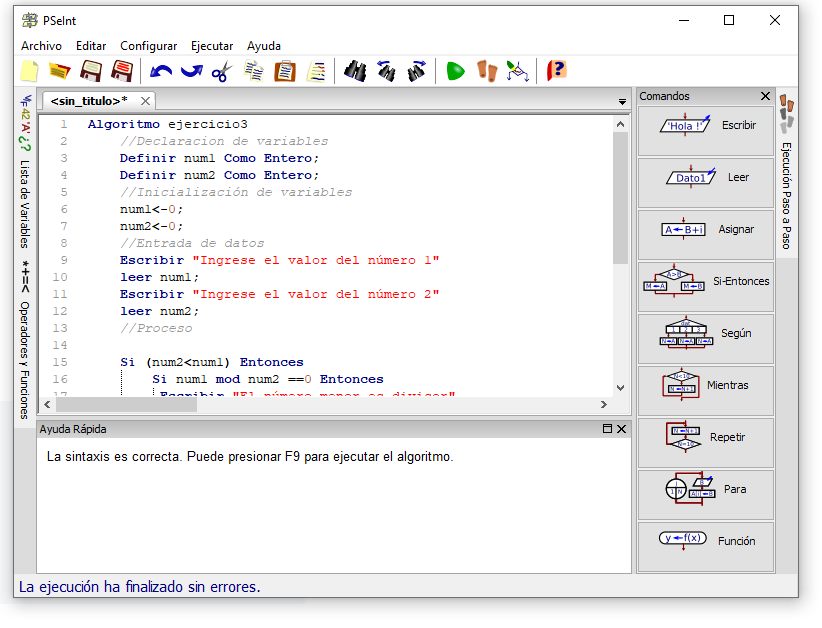 PSeInt
Archivo Editar Configurar Ejecutar Ayuda
Lista de Variables
Operadores y Funciones
<sin_titulo>*
1 Algoritmo ejercicio3
2 //Declaracion de variables
3 Definir num1 Como Entero;
4 Definir num2 Como Entero;
5 //Inicialización de variables
6 num1<-0;
7 num2<-0;
8 //Entrada de datos
9 Escribir "Ingrese el valor del número 1"
10 leer num1;
11 Escribir "Ingrese el valor del número 2"
12 leer num2;
13 //Proceso
14
15 Si (num2<num1) Entonces
16 Si num1 mod num2 ==0 Entonces
17 Escribir "El número menor es divisor"
Ayuda Rápida
La sintaxis es correcta. Puede presionar F9 para ejecutar el algoritmo.
Comandos
'Hola !' Escribir
Dato1 Leer
A←B+i Asignar
A>B M←A M←B Si-Entonces
Según
Mientras
Repetir
Para
y←f(x) Función
Ejecución Paso a Paso
La ejecución ha finalizado sin errores.